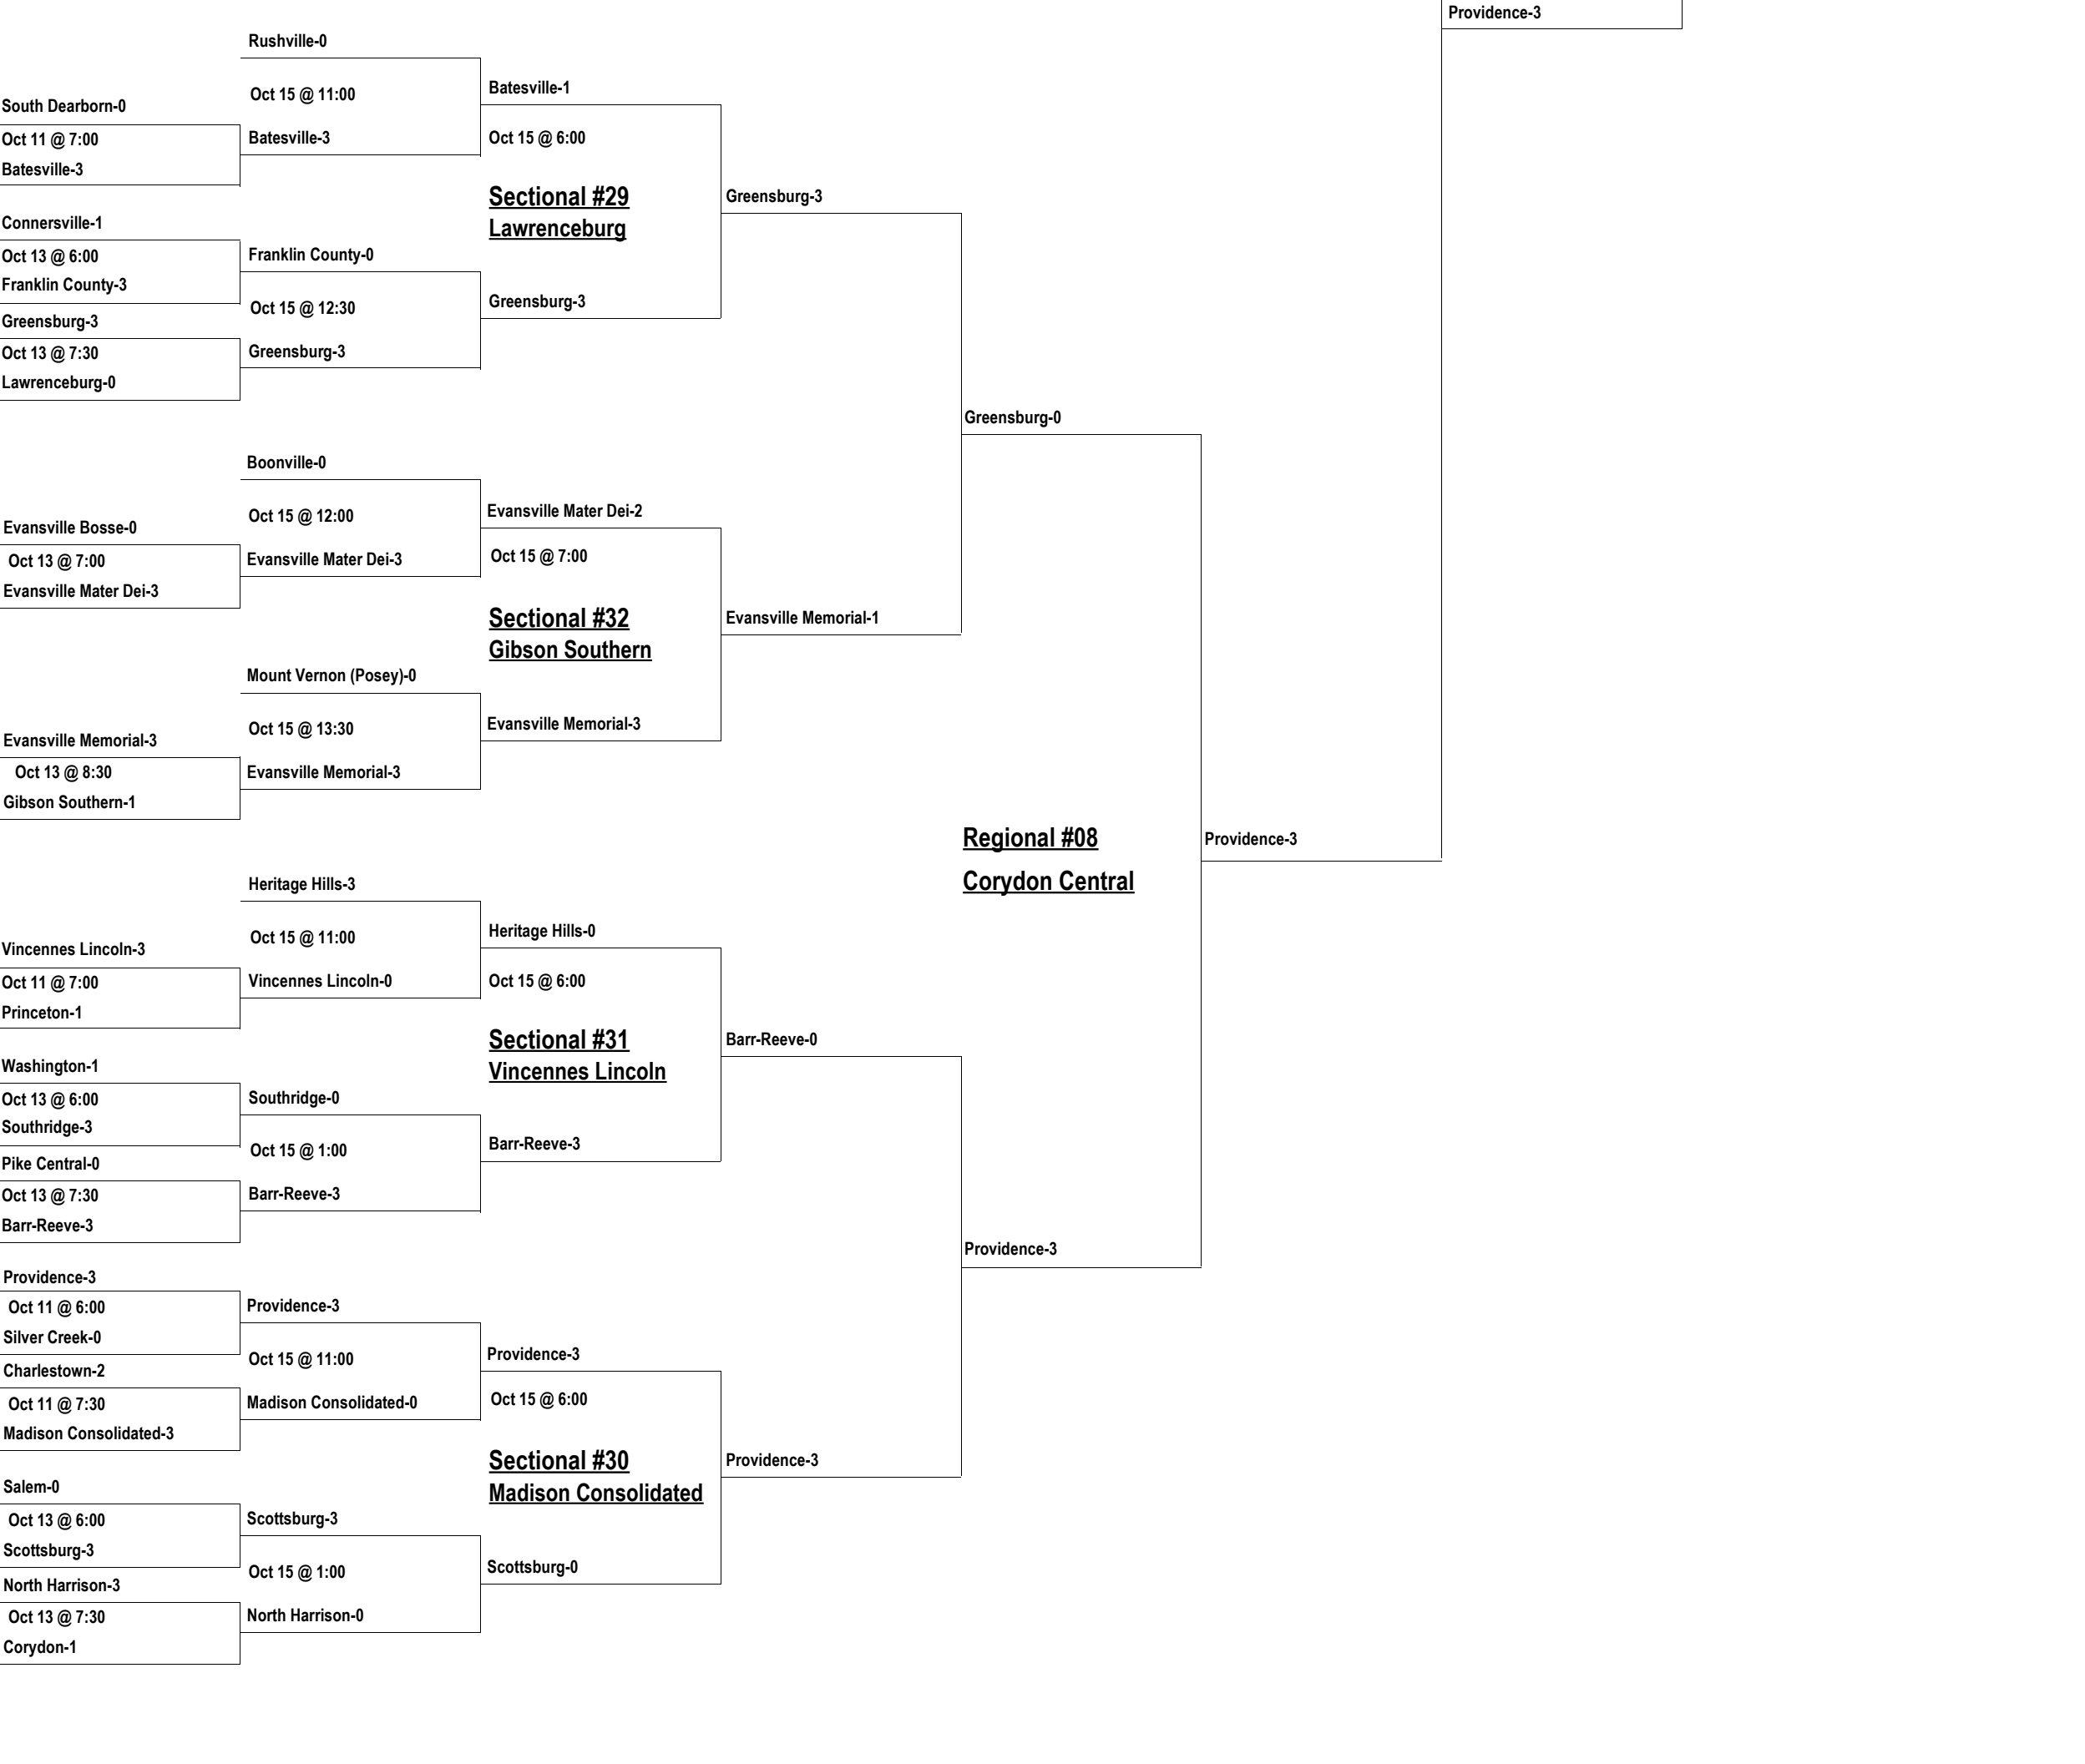 Providence-3
Rushville-0
Oct 15 @ 11:00
Batesville-3
South Dearborn-0
Oct 11 @ 7:00
Batesville-3
Batesville-1
Oct 15 @ 6:00
Sectional #29
Lawrenceburg
Greensburg-3
Connersville-1
Oct 13 @ 6:00
Franklin County-3
Greensburg-3
Oct 13 @ 7:30
Lawrenceburg-0
Franklin County-0
Oct 15 @ 12:30
Greensburg-3
Greensburg-3
Greensburg-0
Boonville-0
Oct 15 @ 12:00
Evansville Mater Dei-3
Evansville Bosse-0
Oct 13 @ 7:00
Evansville Mater Dei-3
Evansville Mater Dei-2
Oct 15 @ 7:00
Sectional #32
Gibson Southern
Evansville Memorial-1
Mount Vernon (Posey)-0
Oct 15 @ 13:30
Evansville Memorial-3
Evansville Memorial-3
Evansville Memorial-3
Oct 13 @ 8:30
Gibson Southern-1
Regional #08
Corydon Central
Providence-3
Heritage Hills-3
Oct 15 @ 11:00
Vincennes Lincoln-0
Vincennes Lincoln-3
Oct 11 @ 7:00
Princeton-1
Heritage Hills-0
Oct 15 @ 6:00
Sectional #31
Vincennes Lincoln
Barr-Reeve-0
Washington-1
Oct 13 @ 6:00
Southridge-3
Pike Central-0
Oct 13 @ 7:30
Barr-Reeve-3
Southridge-0
Oct 15 @ 1:00
Barr-Reeve-3
Barr-Reeve-3
Providence-3
Providence-3
Oct 11 @ 6:00
Silver Creek-0
Charlestown-2
Oct 11 @ 7:30
Madison Consolidated-3
Providence-3
Oct 15 @ 11:00
Madison Consolidated-0
Providence-3
Oct 15 @ 6:00
Sectional #30
Madison Consolidated
Providence-3
Salem-0
Oct 13 @ 6:00
Scottsburg-3
North Harrison-3
Oct 13 @ 7:30
Corydon-1
Scottsburg-3
Oct 15 @ 1:00
North Harrison-0
Scottsburg-0